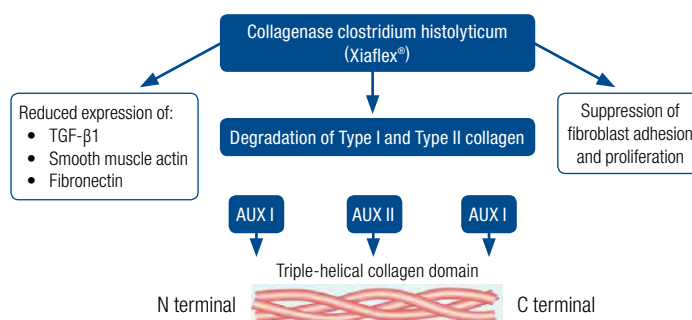 Collagenase clostridium histolyticum
(Xiaflex®)
Reduced expression of:
• TGF-β1
• Smooth muscle actin
• Fibronectin
Degradation of Type I and Type II collagen
Suppression of
fibroblast adhesion
and proliferation
AUX I
AUX II
AUX I
Triple-helical collagen domain
N terminal
C terminal